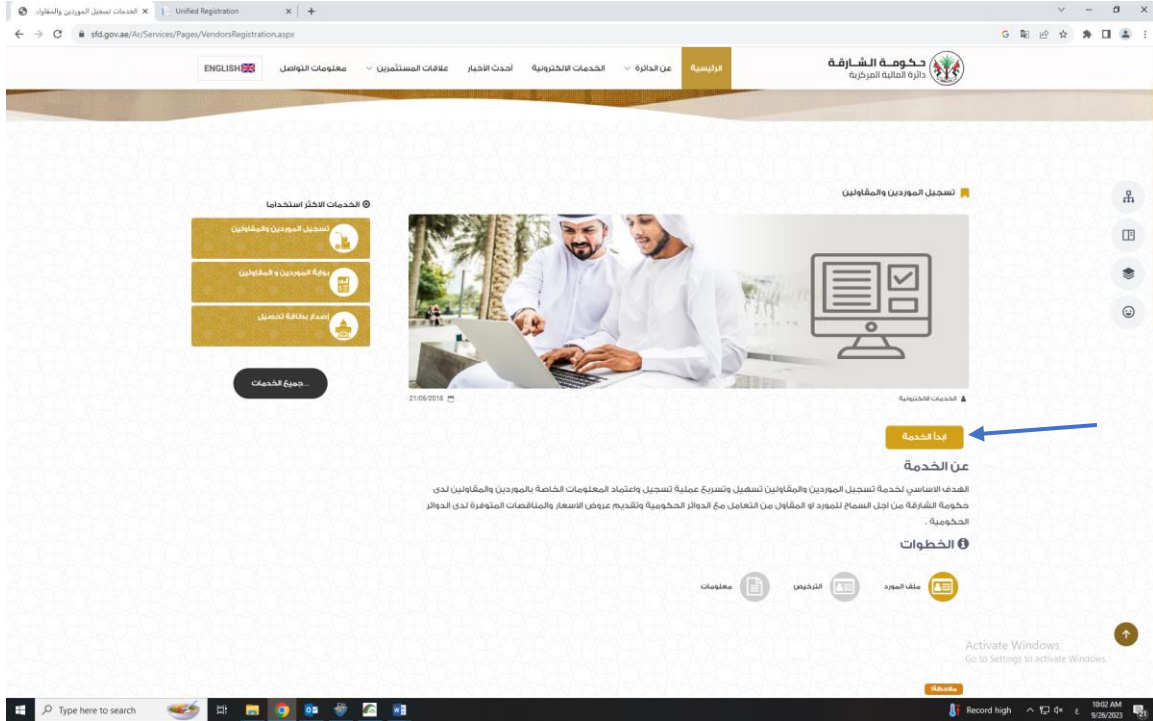 الخدمات تسجيل الموردين والمقاول
Unified Registration
sfd.gov.ae/Ar/Services/Pages/VendorsRegistration.aspx
حكومة الشارقة
دائرة المالية المركزية
الرئيسية
عن الدائرة
الخدمات الالكترونية
أحدث الأخبار
علاقات المستثمرين
معلومات التواصل
ENGLISH
تسجيل الموردين والمقاولين
الخدمات الالكترونية
21/06/2018
ابدأ الخدمة
عن الخدمة
الهدف الاساسي لخدمة تسجيل الموردين والمقاولين تسهيل وتسريع عملية تسجيل واعتماد المعلومات الخاصة بالموردين والمقاولين لدى
حكومة الشارقة من اجل السماح للمورد او المقاول من التعامل مع الدوائر الحكومية وتقديم عروض الاسعار والمناقصات المتوفرة لدى الدوائر
الحكومية .
الخطوات
ملف المورد
الترخيص
معلومات
ملاحظة:
الخدمات الاكثر استخداما
تسجيل الموردين والمقاولين
بوابة الموردين و المقاولين
إصدار بطاقة تحصيل
جميع الخدمات...
Activate Windows
Go to Settings to activate Windows.
Type here to search
Record high
ع
10:02 AM
9/26/2023
21